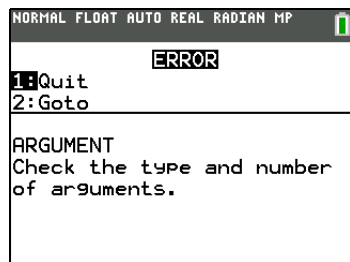 NORMAL FLOAT AUTO REAL RADIAN MP
ERROR
1:Quit
2:Goto
ARGUMENT
Check the type and number
of arguments.